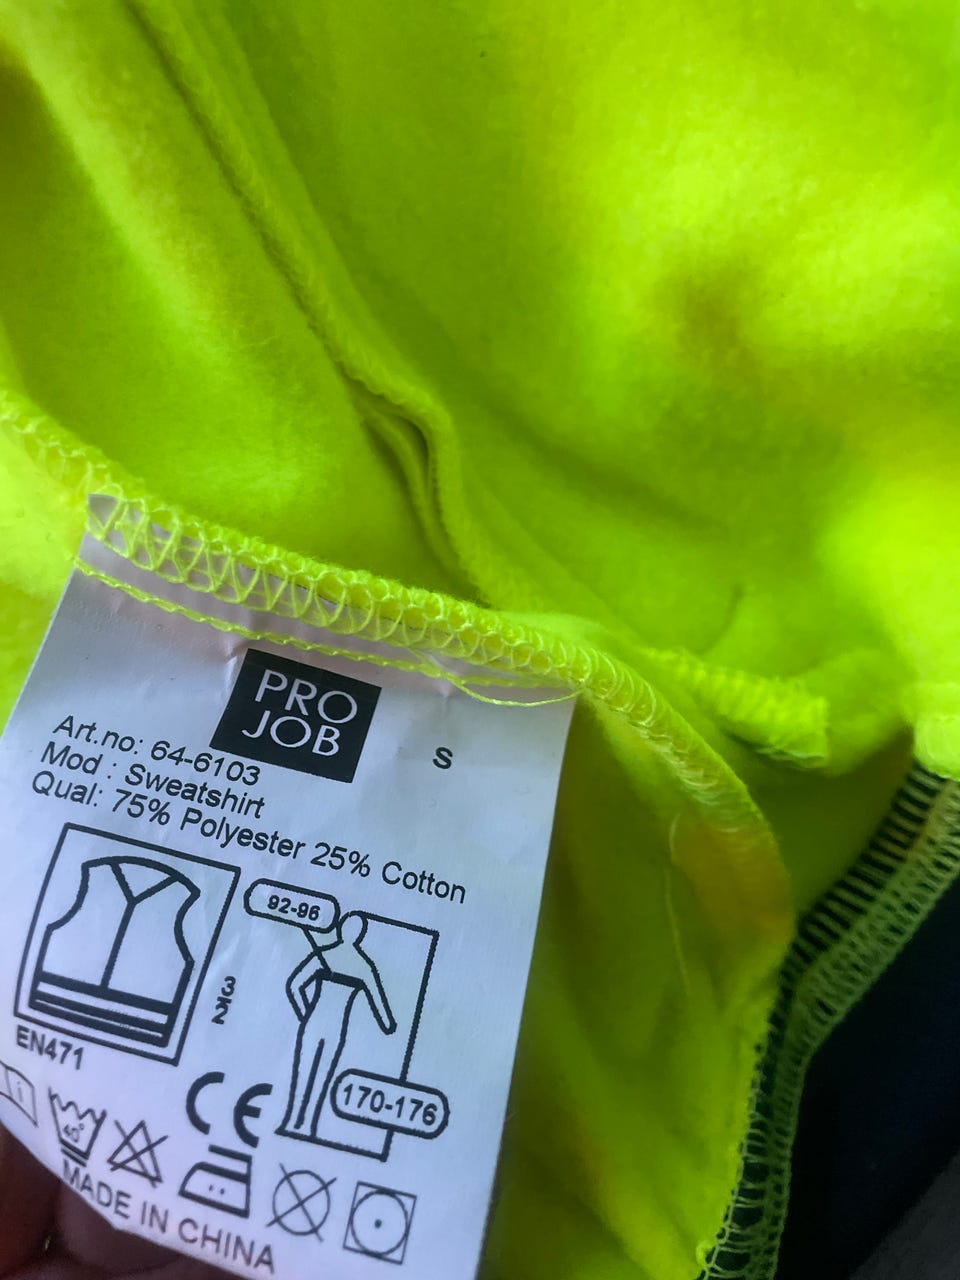 PRO
JOB
S
Art.no: 64-6103
Mod : Sweatshirt
Qual: 75% Polyester 25% Cotton
92-96
3
2
2
170-176
EN471
CE
i
40°
MADE IN CHINA